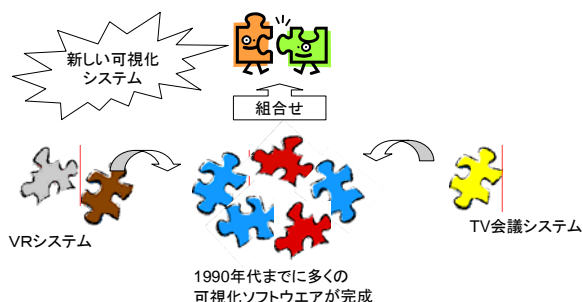 新しい可視化
システム
組合せ
VRシステム
TV会議システム
1990年代までに多くの
可視化ソフトウエアが完成